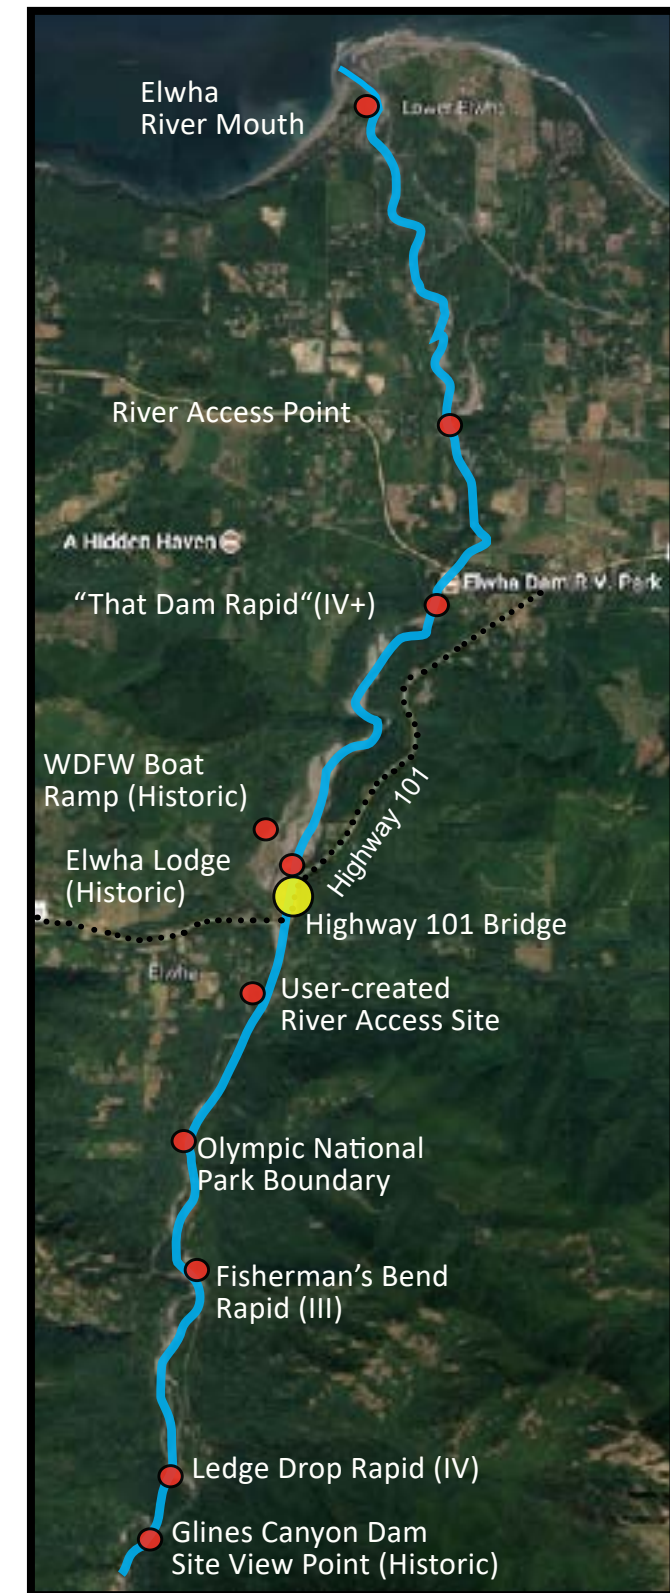 Elwha
River Mouth
Lower Elwha
River Access Point
A Hidden Haven
Elwha Dam R.V. Park
“That Dam Rapid“(IV+)
WDFW Boat
Ramp (Historic)
Highway 101
Elwha Lodge
(Historic)
Highway 101 Bridge
Elwha
User-created
River Access Site
Olympic National
Park Boundary
Fisherman’s Bend
Rapid (III)
Ledge Drop Rapid (IV)
Glines Canyon Dam
Site View Point (Historic)